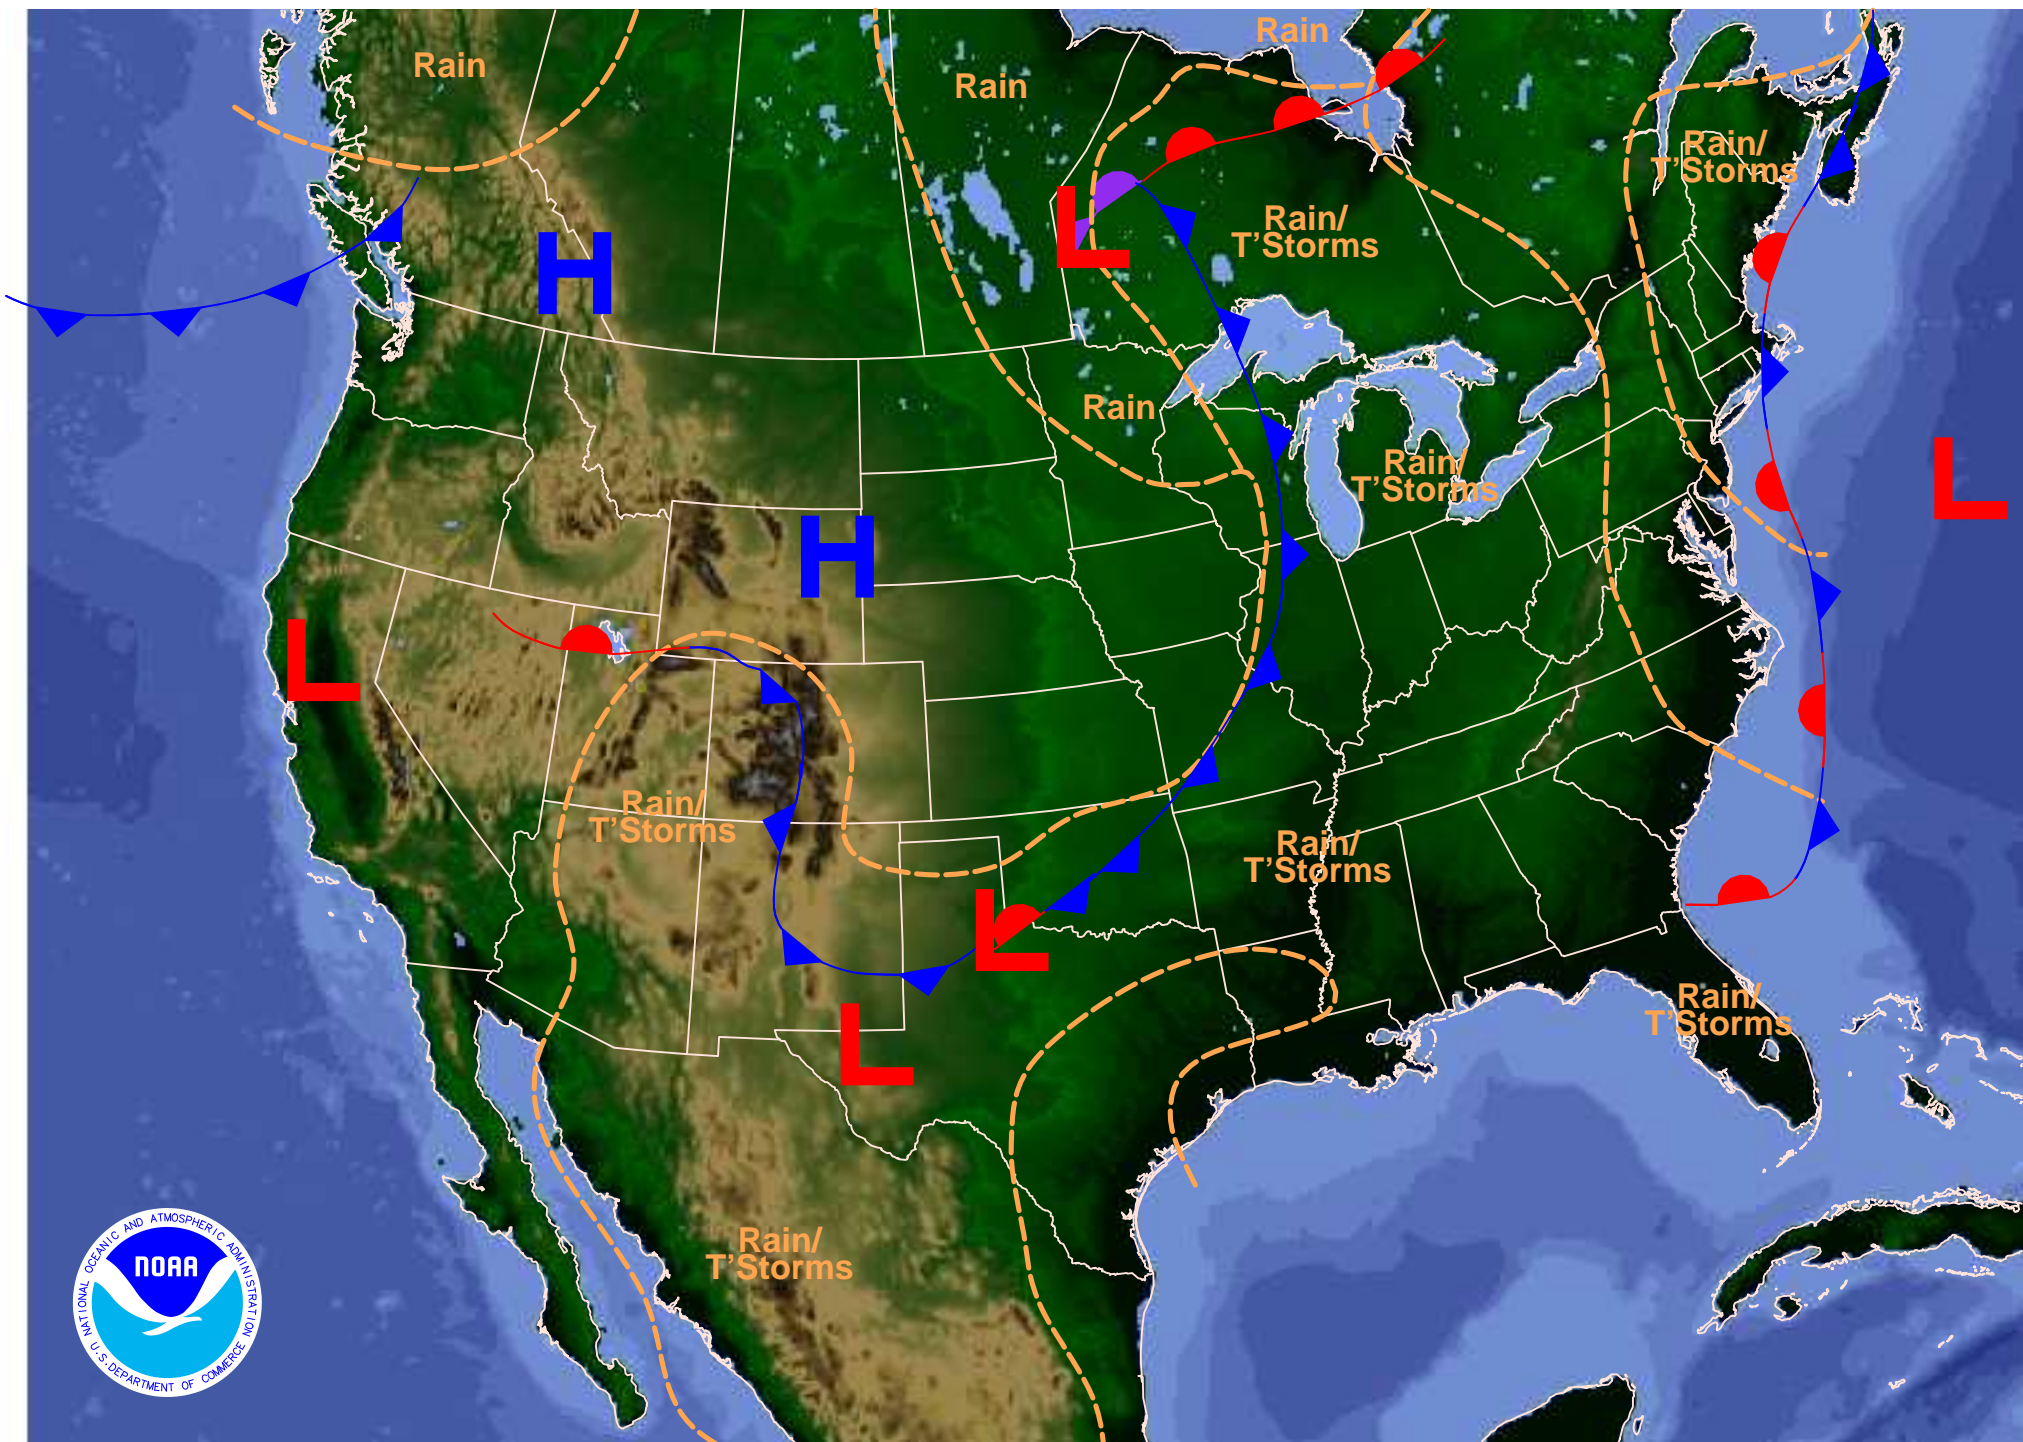 Rain
Rain
Rain
Rain/
T'Storms
Rain/
T'Storms
L
H
Rain
L
Rain/
T'Storms
H
L
Rain/
T'Storms
Rain/
T'Storms
L
L
Rain/
T'Storms
Rain/
T'Storms
NATIONAL OCEANIC AND ATMOSPHERIC ADMINISTRATION
NOAA
U.S. DEPARTMENT OF COMMERCE